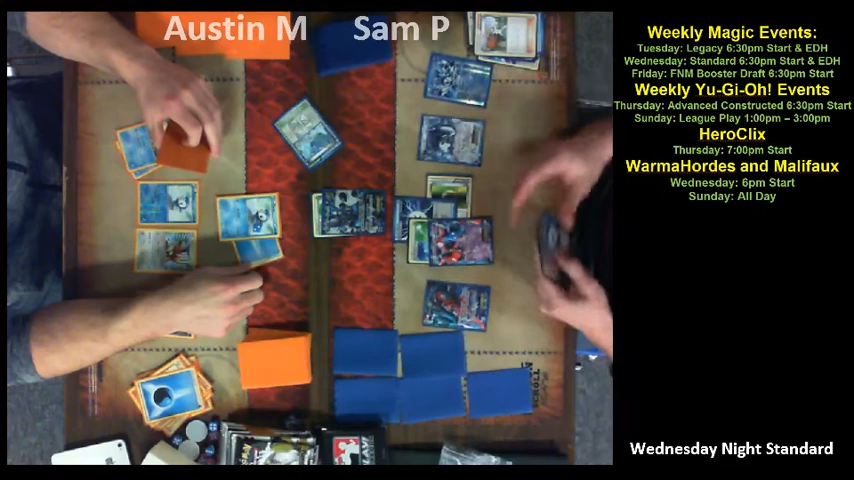 Austin M
Sam P
Weekly Magic Events:
Tuesday: Legacy 6:30pm Start & EDH
Wednesday: Standard 6:30pm Start & EDH
Friday: FNM Booster Draft 6:30pm Start
Weekly Yu-Gi-Oh! Events
Thursday: Advanced Constructed 6:30pm Start
Sunday: League Play 1:00pm – 3:00pm
HeroClix
Thursday: 7:00pm Start
WarmaHordes and Malifaux
Wednesday: 6pm Start
Sunday: All Day
Wednesday Night Standard